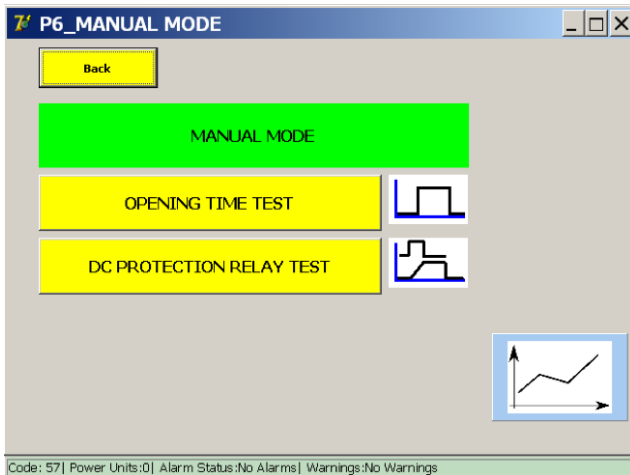 P6_MANUAL MODE
Back
MANUAL MODE
OPENING TIME TEST
DC PROTECTION RELAY TEST
Code: 57| Power Units:0| Alarm Status:No Alarms| Warnings:No Warnings